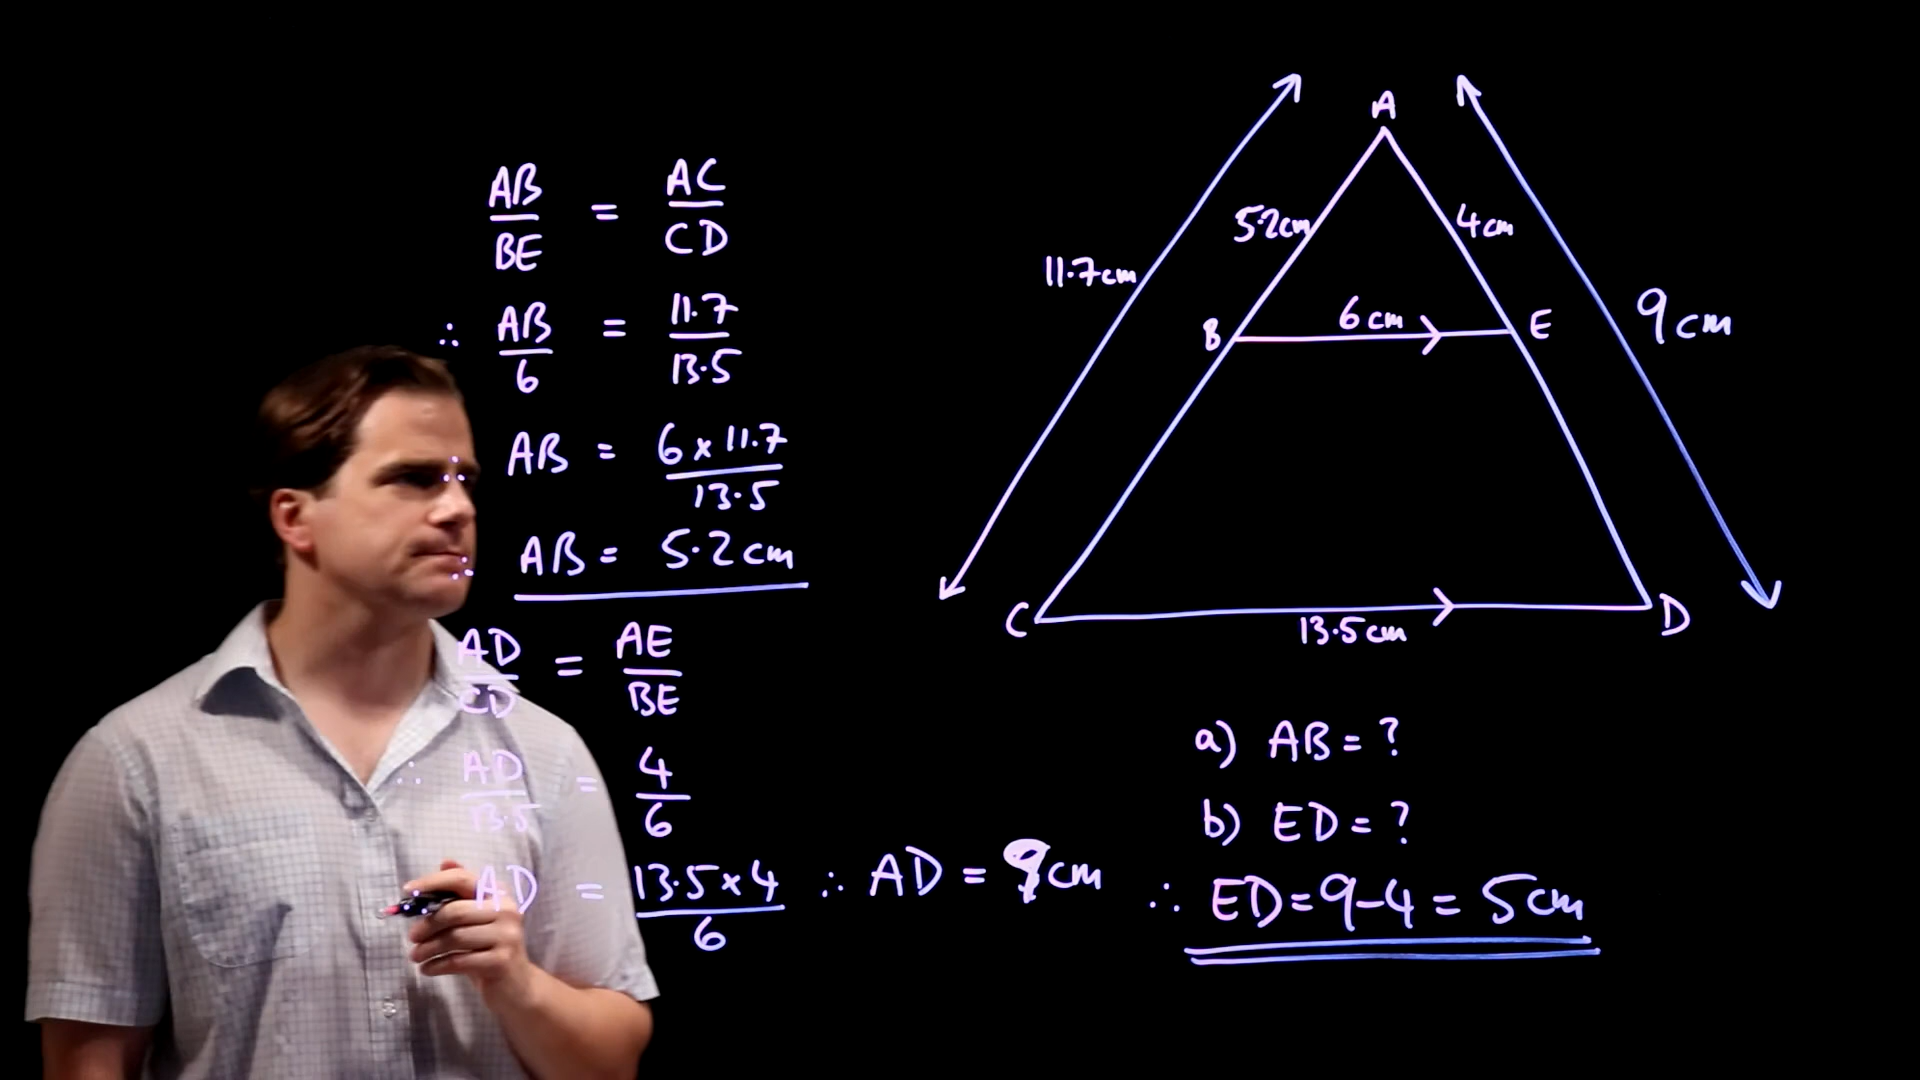 AB/BE = AC/CD
∴ AB/6 = 11.7/13.5
∴ AB = 6 x 11.7/13.5
∴ AB = 5.2cm
AD/CD = AE/BE
∴ AD/13.5 = 4/6
∴ AD = 13.5x4/6 ∴ AD = 9cm
A
5.2cm
4cm
11.7cm
9cm
B
6cm
E
C
13.5cm
D
a) AB = ?
b) ED = ?
∴ ED = 9-4 = 5cm